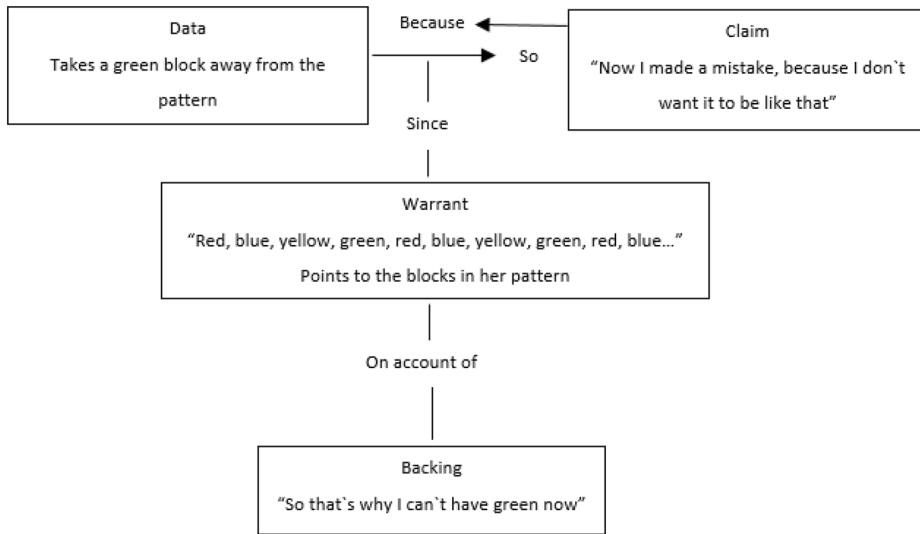 Data
Takes a green block away from the
pattern
Because
So
Claim
“Now I made a mistake, because I don`t
want it to be like that”
Since
Warrant
“Red, blue, yellow, green, red, blue, yellow, green, red, blue…”
Points to the blocks in her pattern
On account of
Backing
“So that`s why I can`t have green now”